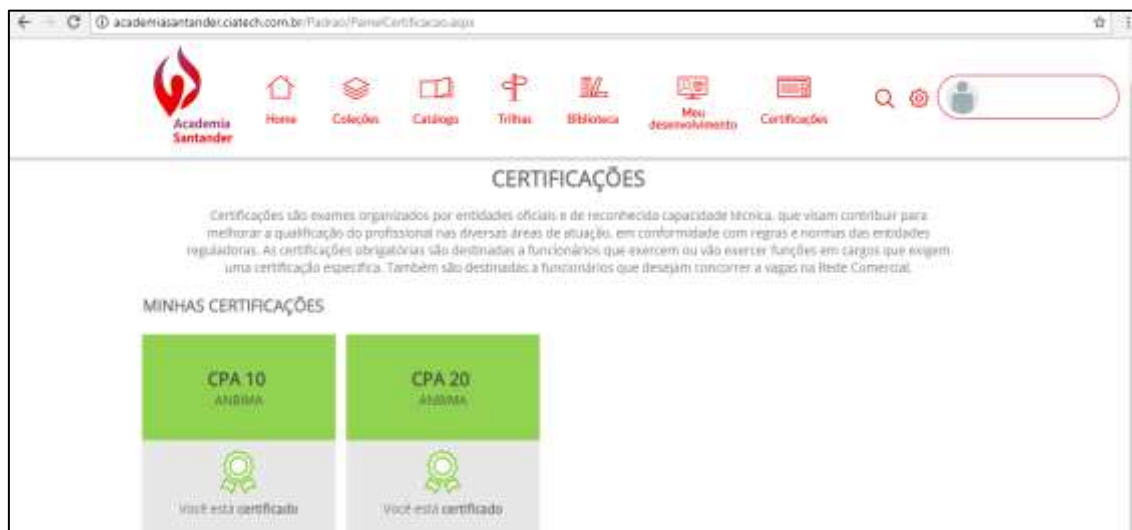 academiasantander.ciatech.com.br/Padrao/PainelCertificacao.aspx
Academia
Santander
Home
Coleções
Catálogo
Trilhas
Biblioteca
Meu
desenvolvimento
Certificações
CERTIFICAÇÕES
Certificações são exames organizados por entidades oficiais e de reconhecida capacidade técnica, que visam contribuir para
melhorar a qualificação do profissional nas diversas áreas de atuação, em conformidade com regras e normas das entidades
reguladoras. As certificações obrigatórias são destinadas a funcionários que exercem ou vão exercer funções em cargos que exigem
uma certificação específica. Também são destinadas a funcionários que desejam concorrer a vagas na Rede Comercial.
MINHAS CERTIFICAÇÕES
CPA 10
ANBIMA
Você está certificado
CPA 20
ANBIMA
Você está certificado